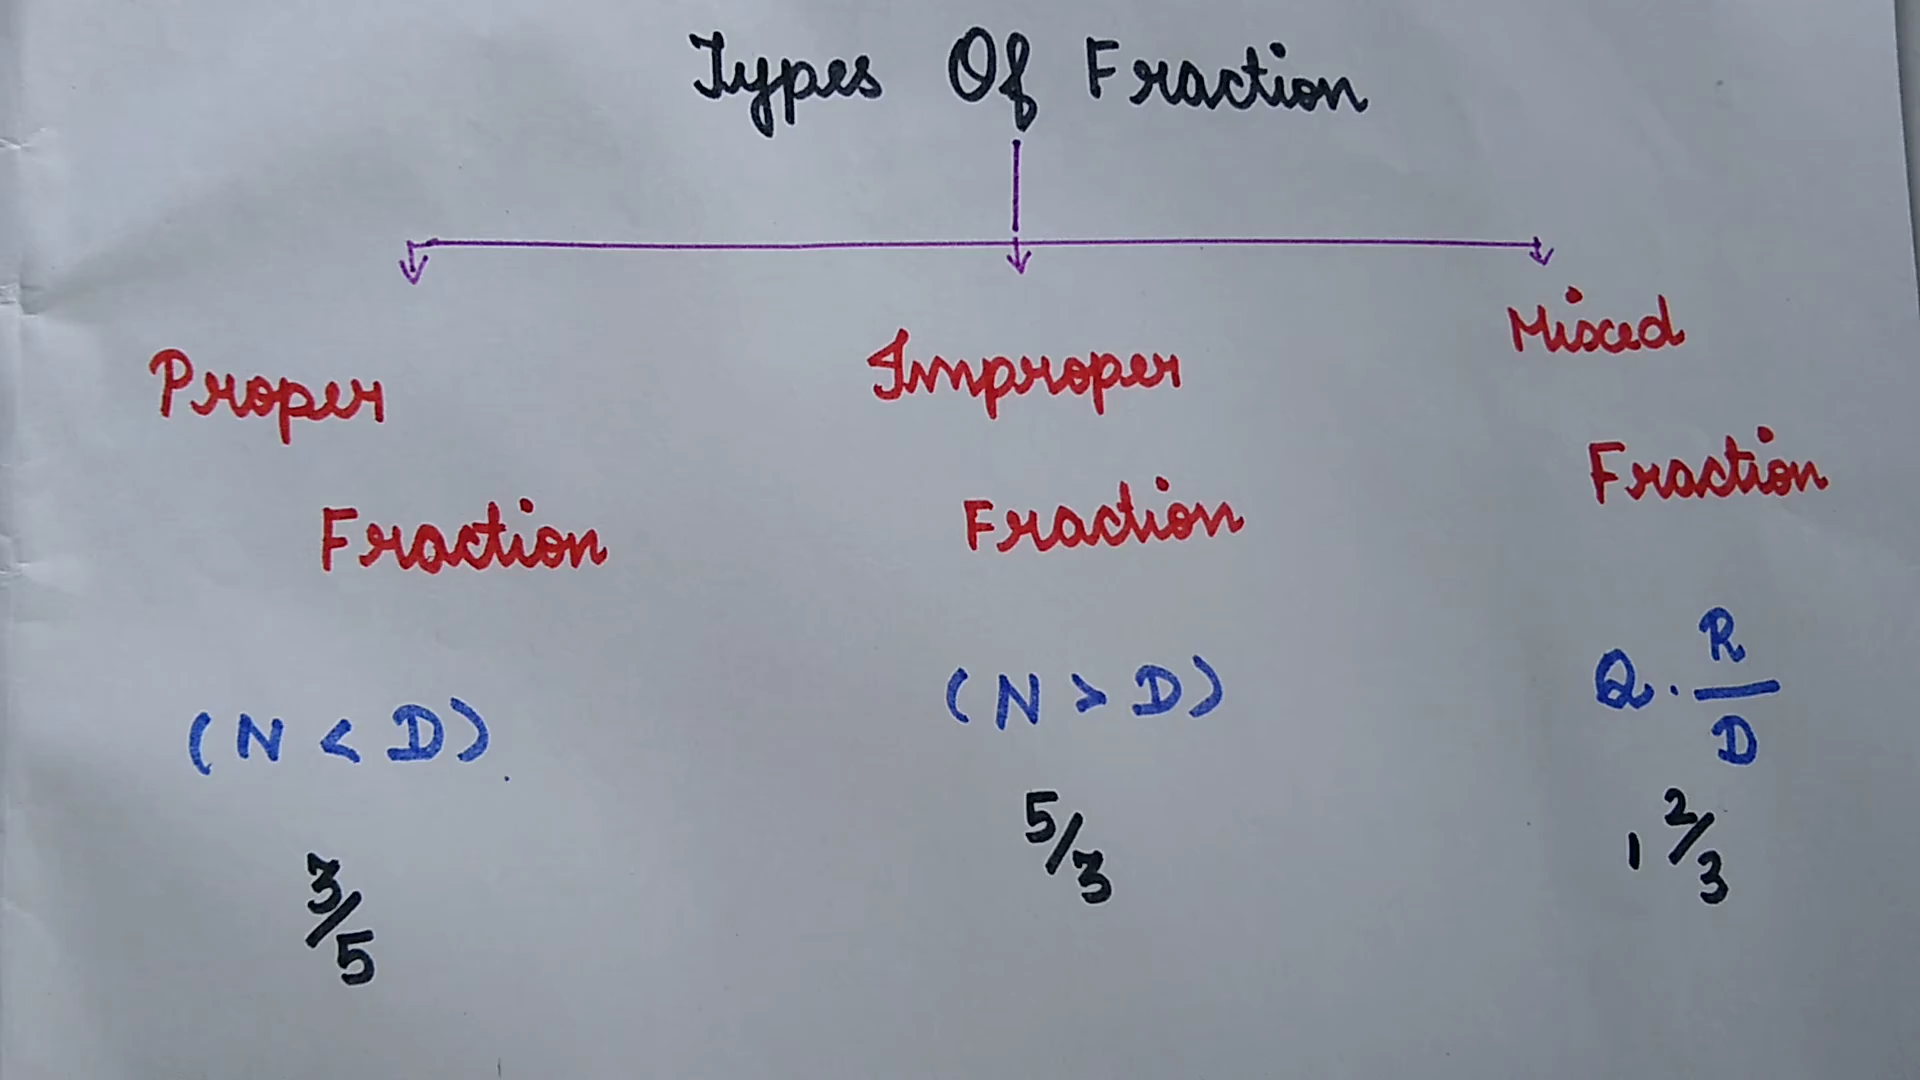 Types Of Fraction
Proper
Fraction
(N < D)
3/5
Improper
Fraction
(N > D)
5/3
Mixed
Fraction
Q. R/D
1 2/3